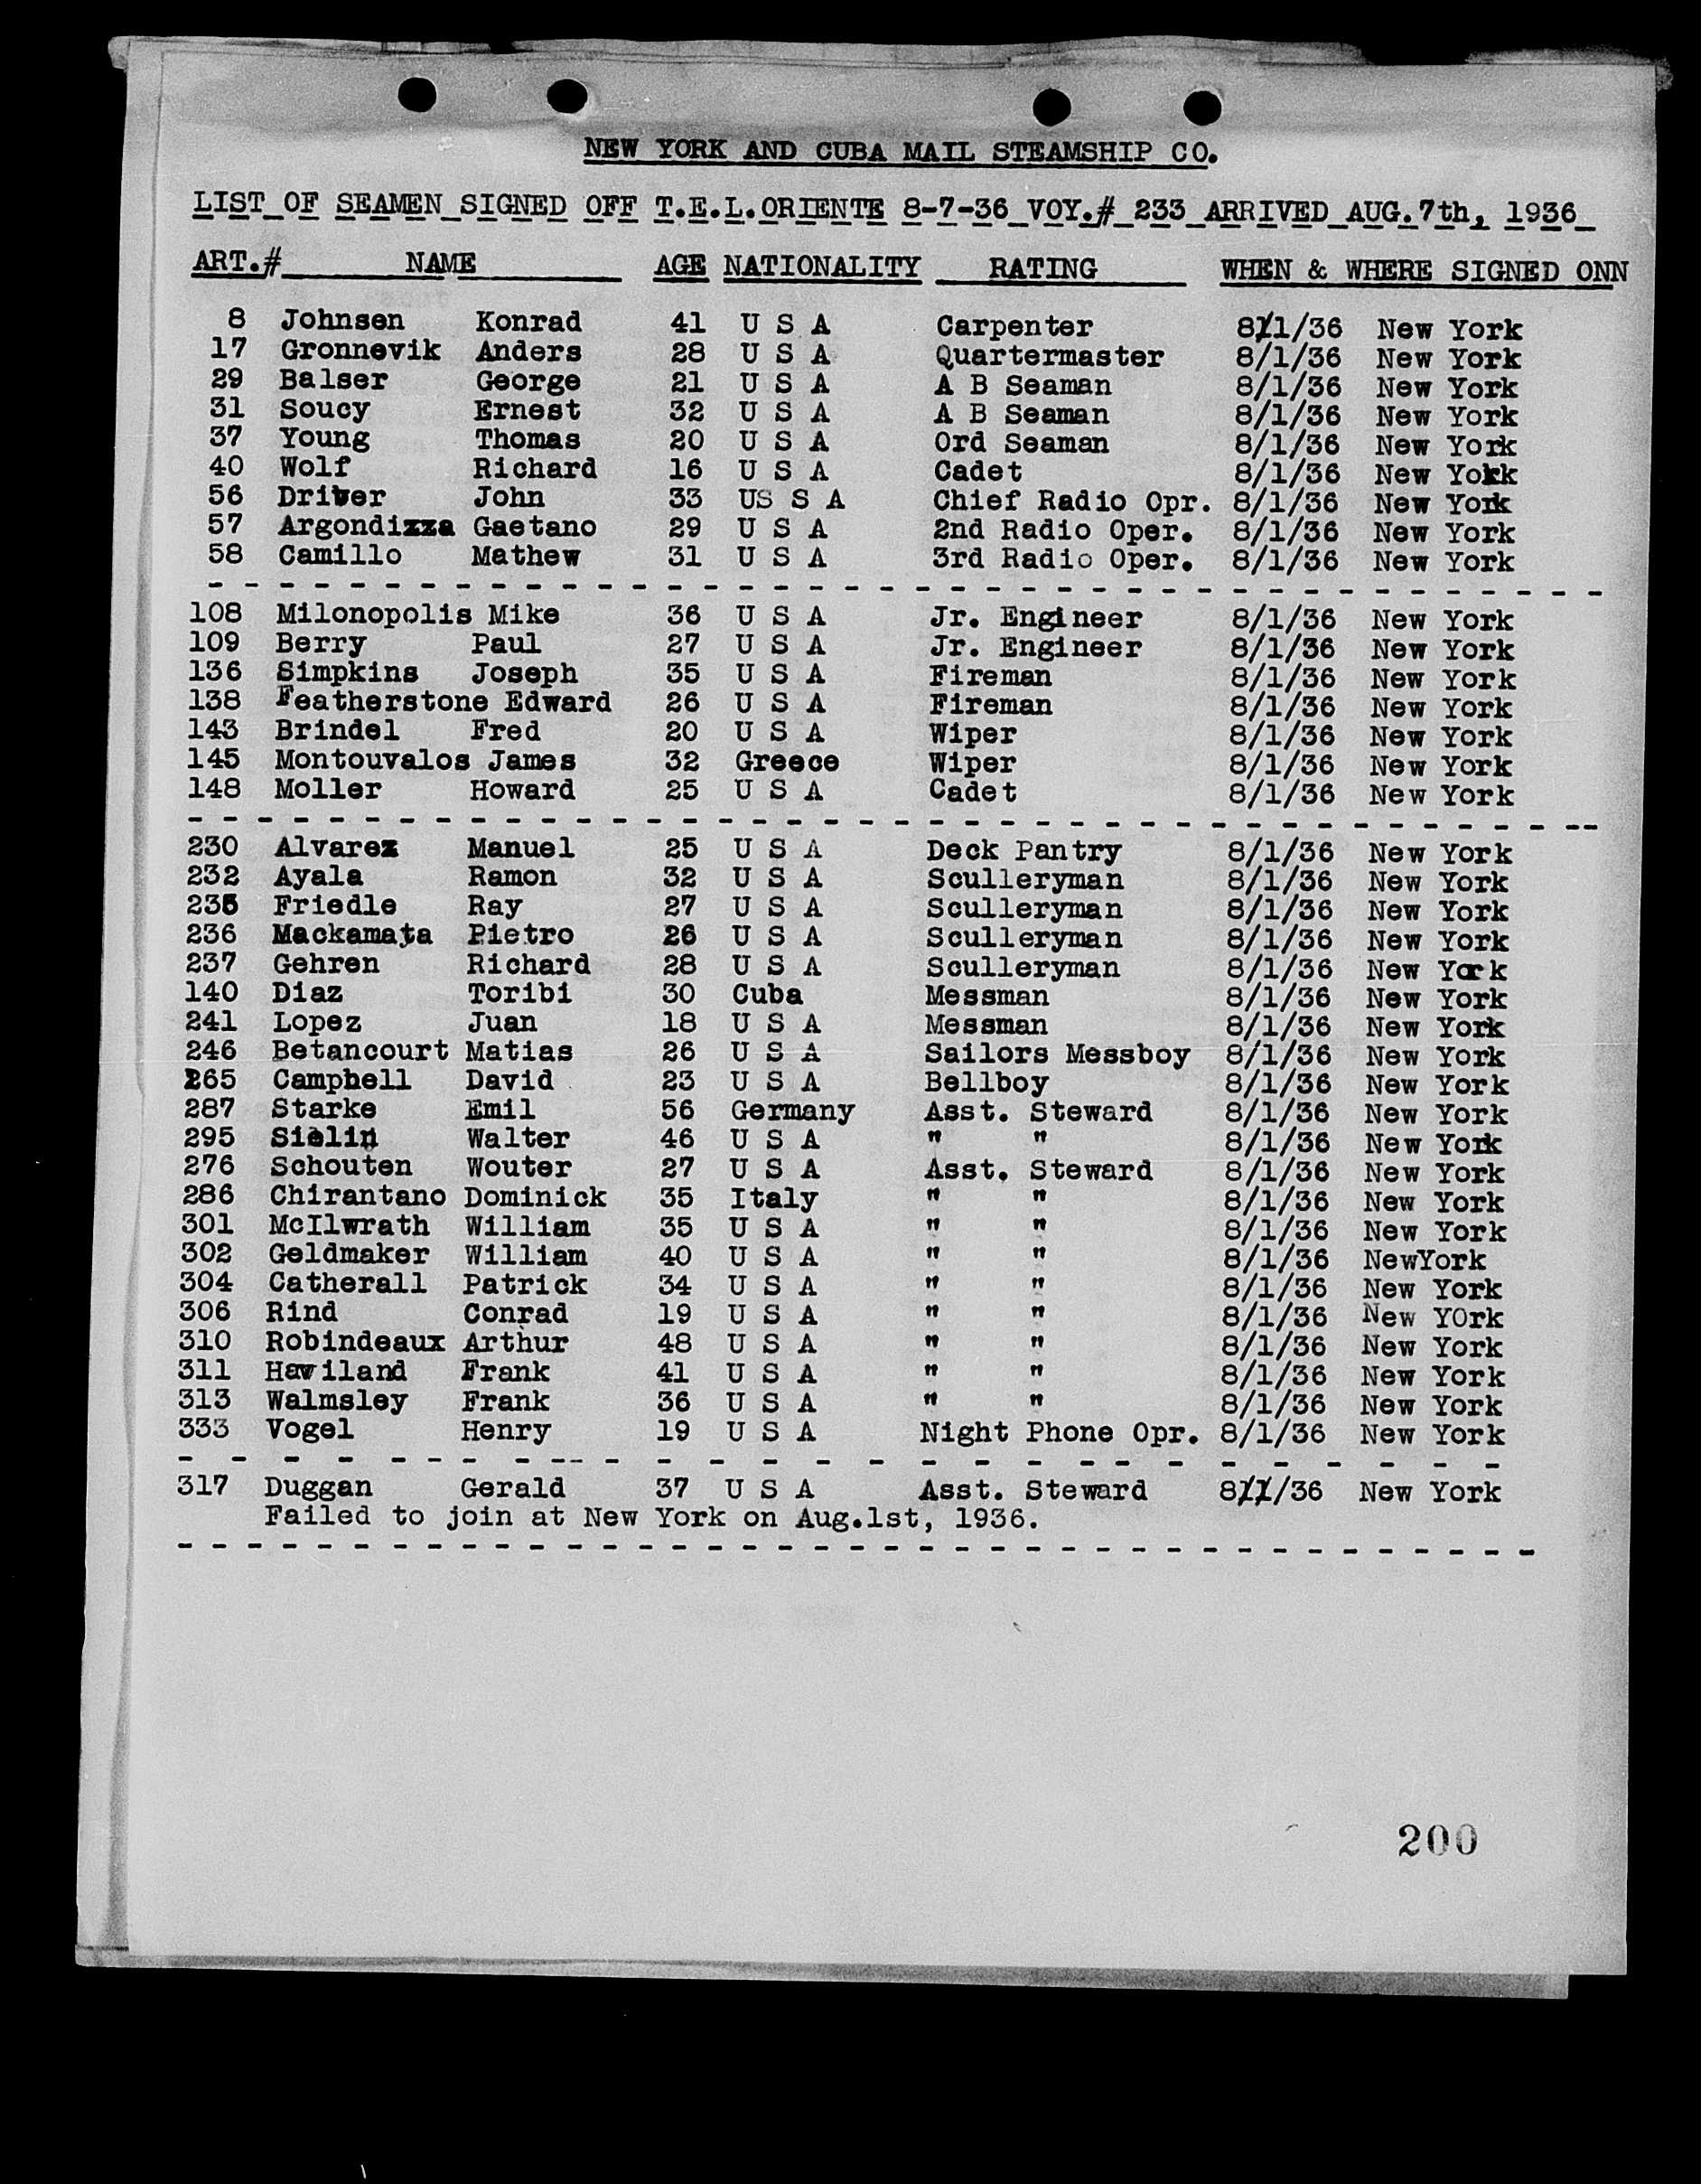 NEW YORK AND CUBA MAIL STEAMSHIP CO.
LIST OF SEAMEN SIGNED OFF T.E.L.ORIENTE 8-7-36 VOY.# 233 ARRIVED AUG.7th, 1936
ART.# NAME AGE NATIONALITY RATING WHEN & WHERE SIGNED ONN
8 Johnsen Konrad 41 U S A Carpenter 8/1/36 New York
17 Gronnevik Anders 28 U S A Quartermaster 8/1/36 New York
29 Balser George 21 U S A A B Seaman 8/1/36 New York
31 Soucy Ernest 32 U S A A B Seaman 8/1/36 New York
37 Young Thomas 20 U S A Ord Seaman 8/1/36 New York
40 Wolf Richard 16 U S A Cadet 8/1/36 New York
56 Driver John 33 US S A Chief Radio Opr. 8/1/36 New York
57 Argondizza Gaetano 29 U S A 2nd Radio Oper. 8/1/36 New York
58 Camillo Mathew 31 U S A 3rd Radio Oper. 8/1/36 New York
108 Milonopolis Mike 36 U S A Jr. Engineer 8/1/36 New York
109 Berry Paul 27 U S A Jr. Engineer 8/1/36 New York
136 Simpkins Joseph 35 U S A Fireman 8/1/36 New York
138 Featherstone Edward 26 U S A Fireman 8/1/36 New York
143 Brindel Fred 20 U S A Wiper 8/1/36 New York
145 Montouvalos James 32 Greece Wiper 8/1/36 New York
148 Moller Howard 25 U S A Cadet 8/1/36 New York
230 Alvarez Manuel 25 U S A Deck Pantry 8/1/36 New York
232 Ayala Ramon 32 U S A Sculleryman 8/1/36 New York
235 Friedle Ray 27 U S A Sculleryman 8/1/36 New York
236 Mackamata Pietro 26 U S A Sculleryman 8/1/36 New York
237 Gehren Richard 28 U S A Sculleryman 8/1/36 New York
140 Diaz Toribi 30 Cuba Messman 8/1/36 New York
241 Lopez Juan 18 U S A Messman 8/1/36 New York
246 Betancourt Matias 26 U S A Sailors Messboy 8/1/36 New York
265 Campbell David 23 U S A Bellboy 8/1/36 New York
287 Starke Emil 56 Germany Asst. Steward 8/1/36 New York
295 Sielin Walter 46 U S A " " 8/1/36 New York
276 Schouten Wouter 27 U S A Asst. Steward 8/1/36 New York
286 Chirantano Dominick 35 Italy " " 8/1/36 New York
301 McIlwrath William 35 U S A " " 8/1/36 New York
302 Geldmaker William 40 U S A " " 8/1/36 NewYork
304 Catherall Patrick 34 U S A " " 8/1/36 New York
306 Rind Conrad 19 U S A " " 8/1/36 New YOrk
310 Robindeaux Arthur 48 U S A " " 8/1/36 New York
311 Haviland Frank 41 U S A " " 8/1/36 New York
313 Walmsley Frank 36 U S A " " 8/1/36 New York
333 Vogel Henry 19 U S A Night Phone Opr. 8/1/36 New York
317 Duggan Gerald 37 U S A Asst. Steward 8/1/36 New York
Failed to join at New York on Aug.1st, 1936.
200